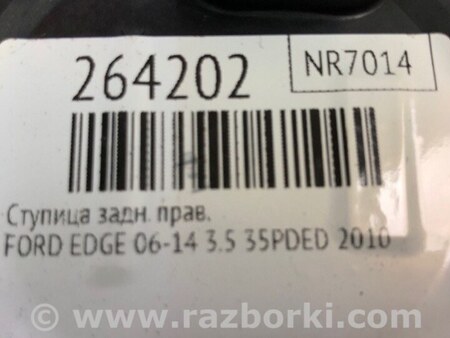 264202
NR7014
Ступица задн. прав.
FORD EDGE 06-14 3.5 35PDED 2010
© www.razborki.com